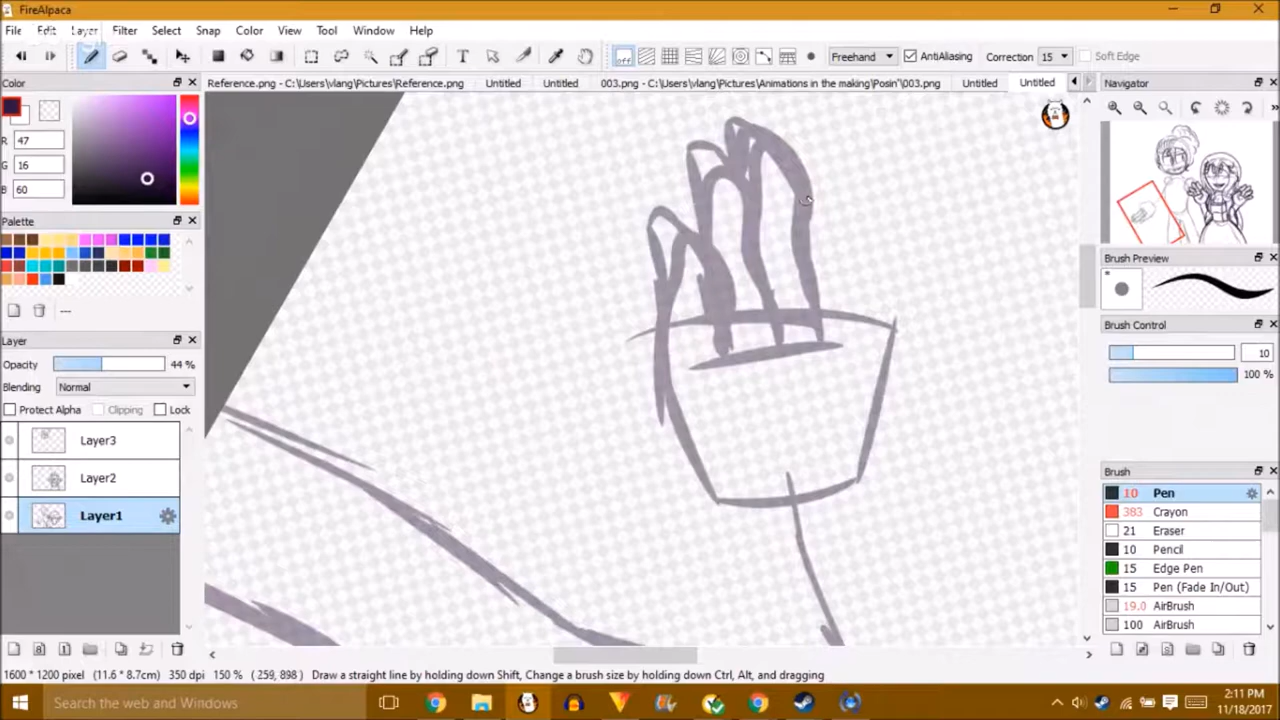 FireAlpaca
File Edit Layer Filter Select Snap Color View Tool Window Help
off Freehand AntiAliasing Correction 15 Soft Edge
Color
Reference.png - C:\Users\vlang\Pictures\Reference.png Untitled Untitled 003.png - C:\Users\vlang\Pictures\Animations in the making\Posin"\003.png Untitled Untitled
Navigator
R 47
G 16
B 60
Palette
---
Layer
Opacity 44 %
Blending Normal
Protect Alpha Clipping Lock
Layer3
Layer2
Layer1
Brush Preview
Brush Control
10
100 %
Brush
10 Pen
383 Crayon
21 Eraser
10 Pencil
15 Edge Pen
15 Pen (Fade In/Out)
19.0 AirBrush
100 AirBrush
1600 * 1200 pixel (11.6 * 8.7cm) 350 dpi 150 % ( 259, 898 ) Draw a straight line by holding down Shift, Change a brush size by holding down Ctrl, Alt, and dragging
Search the web and Windows
2:11 PM
11/18/2017